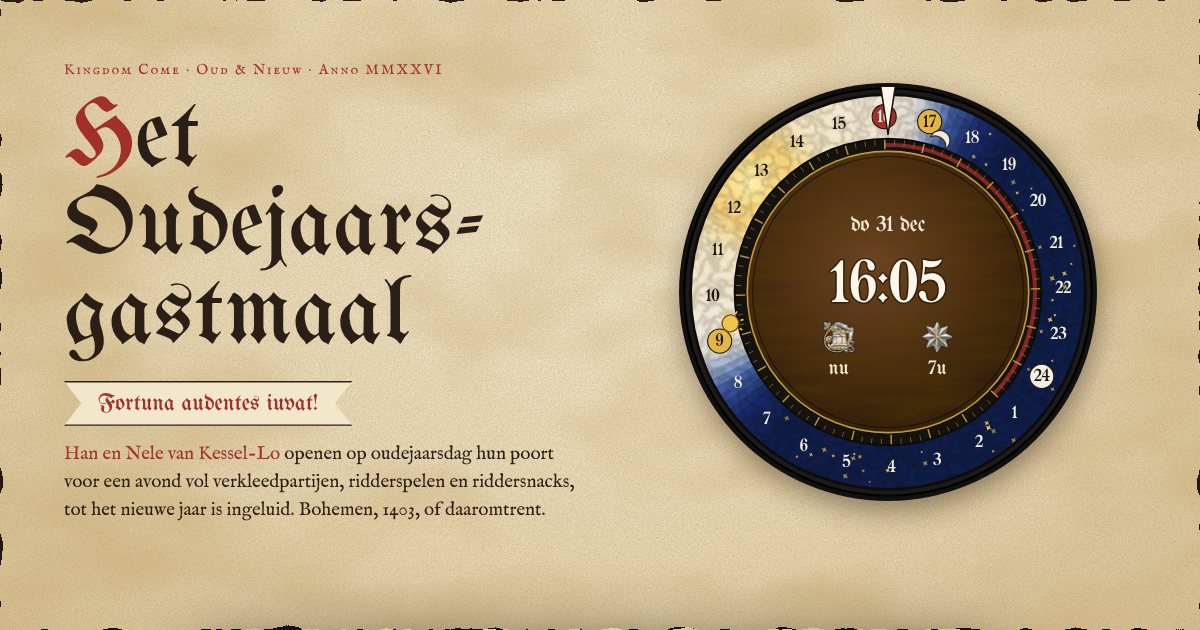 Kingdom Come · Oud & Nieuw · Anno MMXXVI
Het
Oudejaars-
gastmaal
Fortuna audentes iuvat!
Han en Nele van Kessel-Lo openen op oudejaarsdag hun poort
voor een avond vol verkleedpartijen, ridderspelen en riddersnacks,
tot het nieuwe jaar is ingeluid. Bohemen, 1403, of daaromtrent.
17
18
19
20
21
22
23
24
1
2
3
4
5
6
7
8
9
10
11
12
13
14
15
do 31 dec
16:05
nu
7u